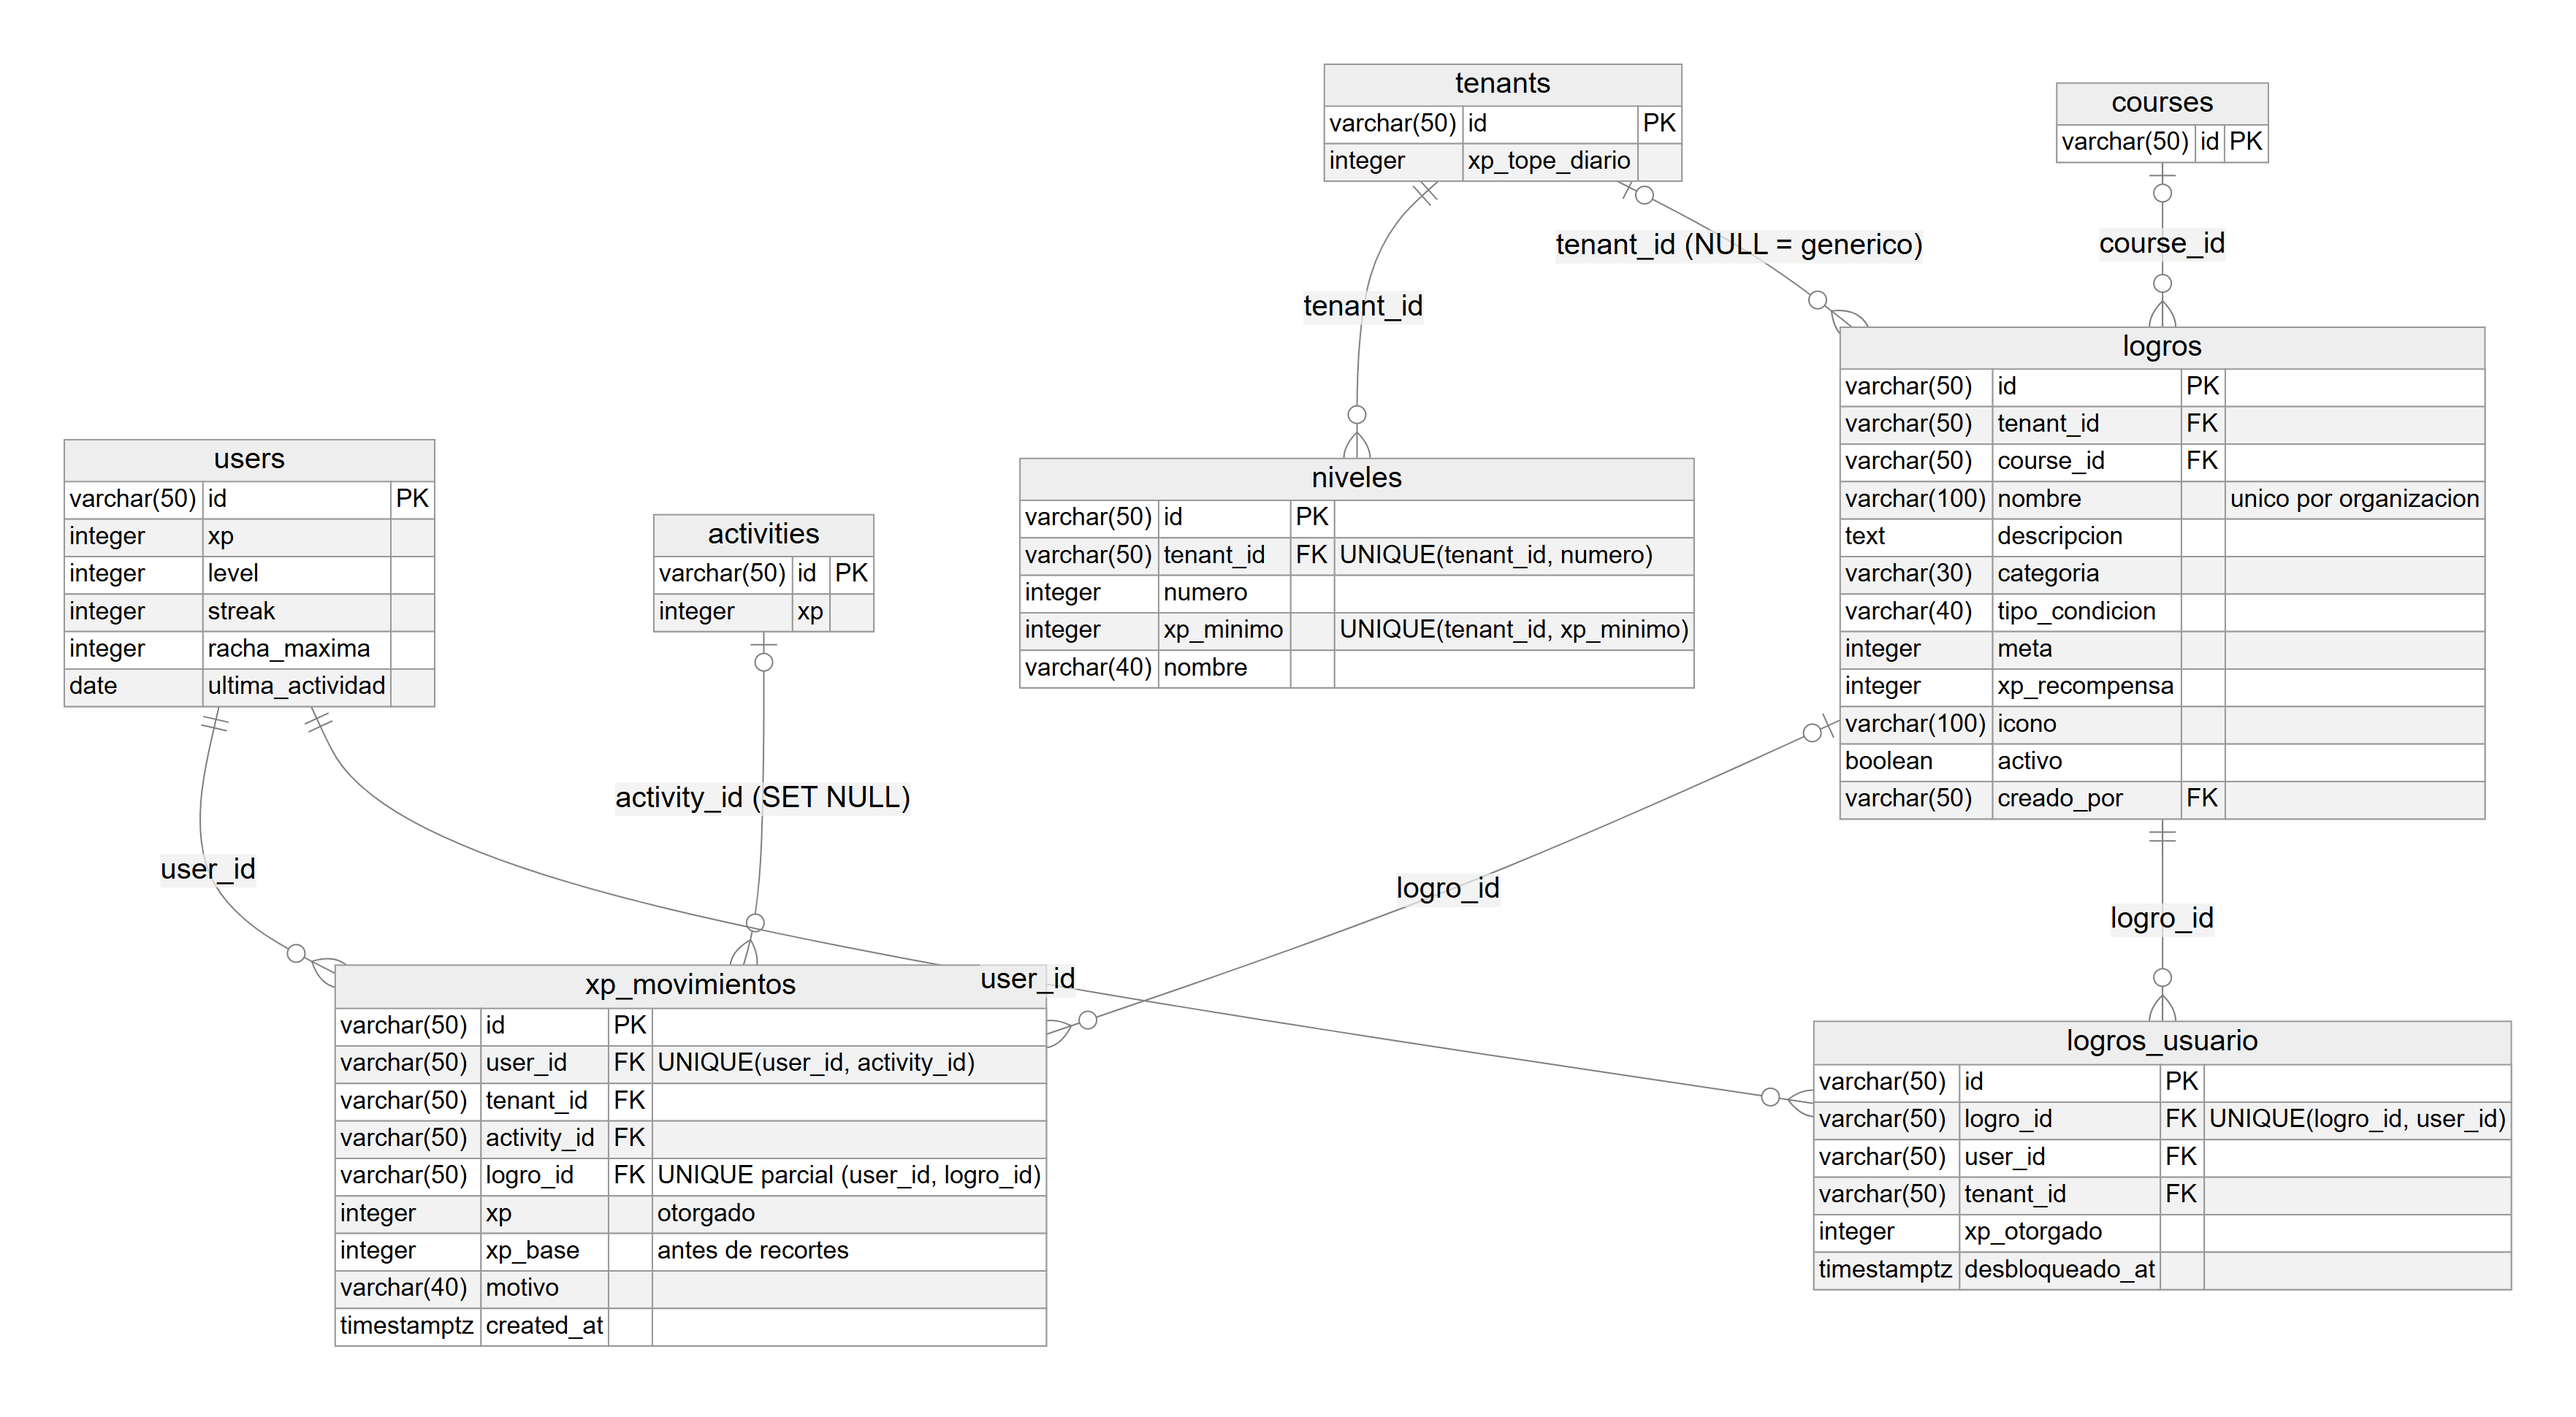 tenants
varchar(50) id PK
integer xp_tope_diario
courses
varchar(50) id PK
tenant_id (NULL = generico)
course_id
tenant_id
logros
varchar(50) id PK
varchar(50) tenant_id FK
varchar(50) course_id FK
varchar(100) nombre unico por organizacion
text descripcion
varchar(30) categoria
varchar(40) tipo_condicion
integer meta
integer xp_recompensa
varchar(100) icono
boolean activo
varchar(50) creado_por FK
users
varchar(50) id PK
integer xp
integer level
integer streak
integer racha_maxima
date ultima_actividad
activities
varchar(50) id PK
integer xp
niveles
varchar(50) id PK
varchar(50) tenant_id FK UNIQUE(tenant_id, numero)
integer numero
integer xp_minimo UNIQUE(tenant_id, xp_minimo)
varchar(40) nombre
activity_id (SET NULL)
user_id
logro_id
logro_id
user_id
xp_movimientos
varchar(50) id PK
varchar(50) user_id FK UNIQUE(user_id, activity_id)
varchar(50) tenant_id FK
varchar(50) activity_id FK
varchar(50) logro_id FK UNIQUE parcial (user_id, logro_id)
integer xp otorgado
integer xp_base antes de recortes
varchar(40) motivo
timestamptz created_at
logros_usuario
varchar(50) id PK
varchar(50) logro_id FK UNIQUE(logro_id, user_id)
varchar(50) user_id FK
varchar(50) tenant_id FK
integer xp_otorgado
timestamptz desbloqueado_at